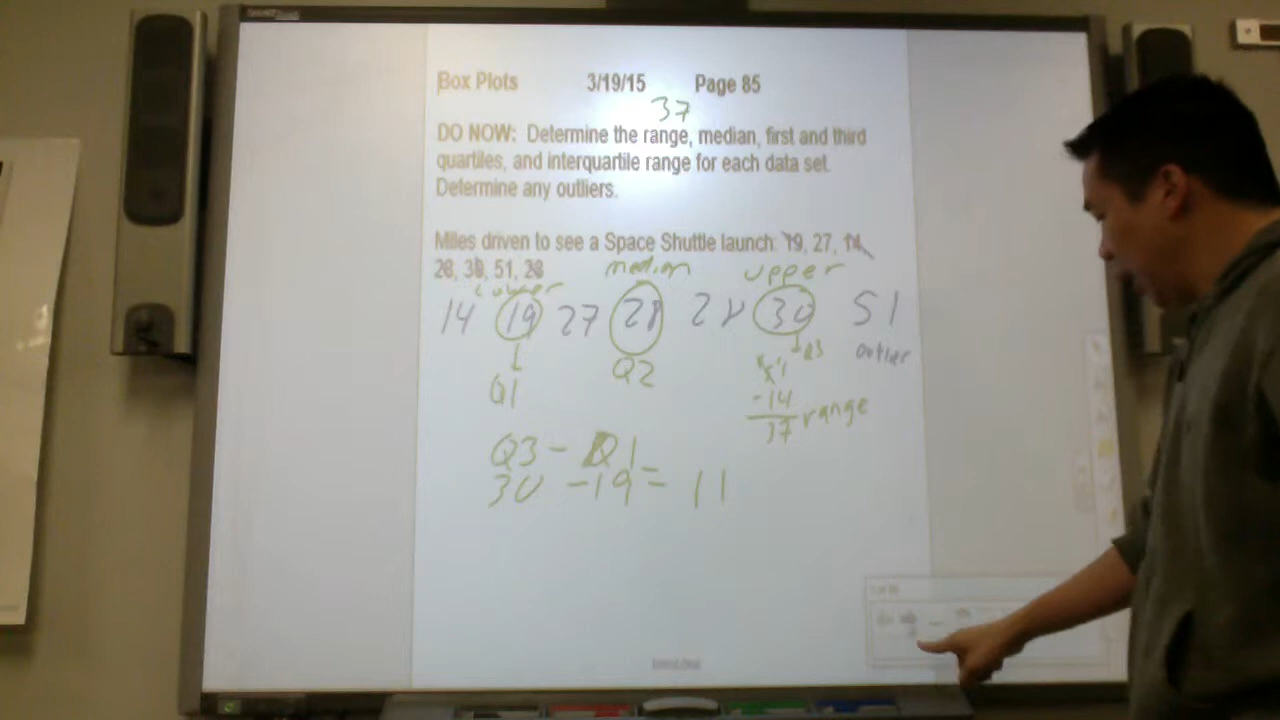 Box Plots 3/19/15 Page 85
37
DO NOW: Determine the range, median, first and third
quartiles, and interquartile range for each data set.
Determine any outliers.
Miles driven to see a Space Shuttle launch: 19, 27, 14,
28, 30, 51, 28
lower median upper
14 19 27 28 28 30 51
Q1 Q2 Q3 outlier
-14
37 range
Q3 - Q1
30 - 19 = 11